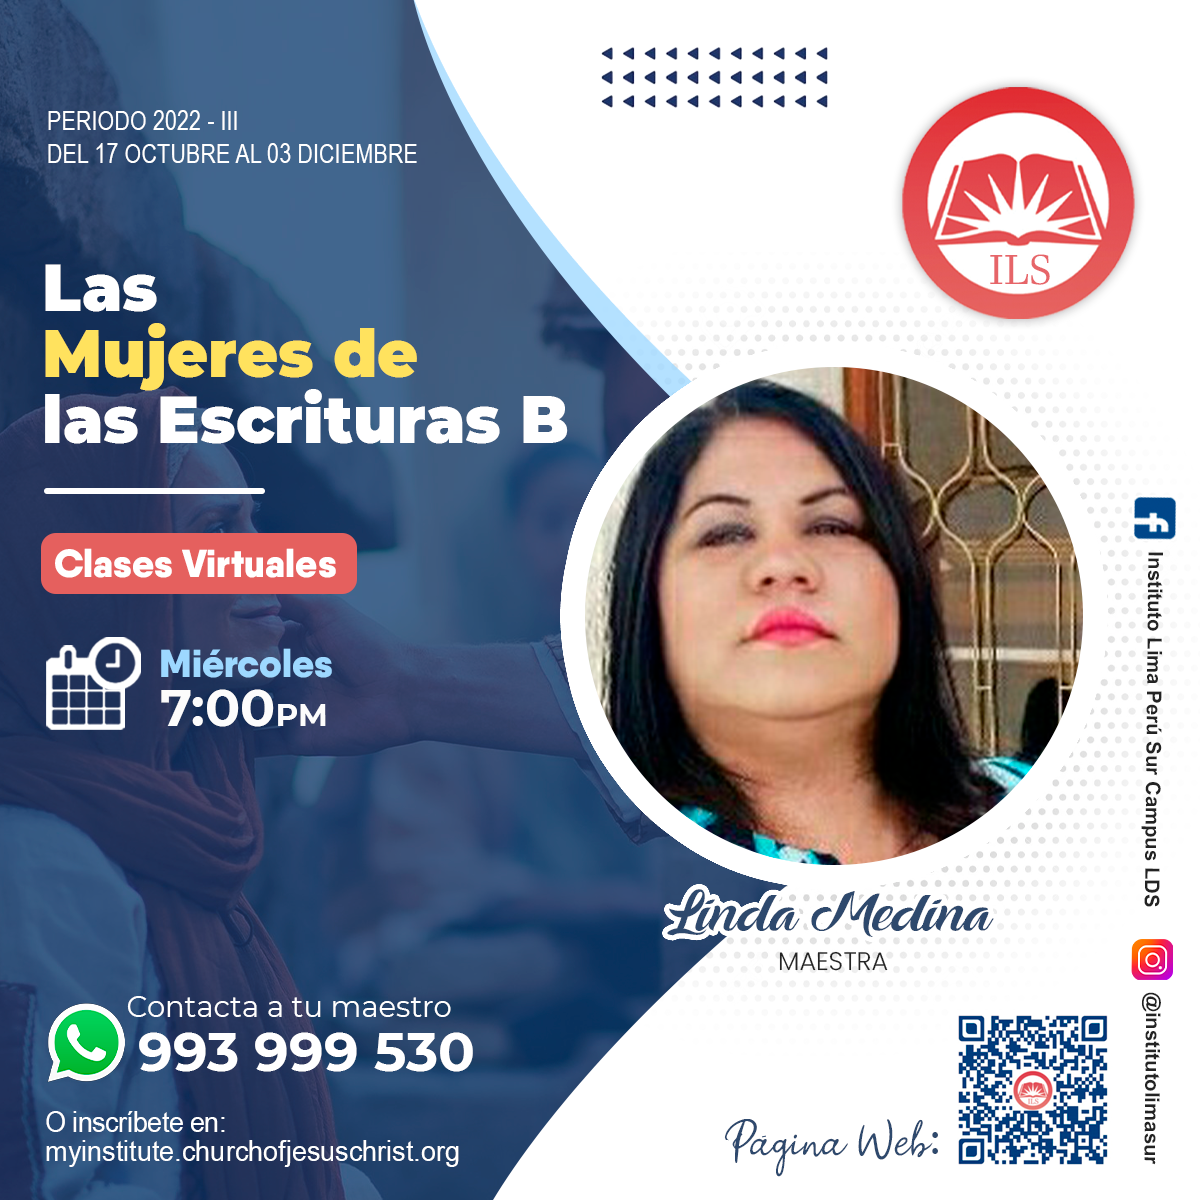 PERIODO 2022 - III
DEL 17 OCTUBRE AL 03 DICIEMBRE
ILS
Las
Mujeres de
las Escrituras B
Clases Virtuales
Miércoles
7:00PM
Linda Medina
MAESTRA
Contacta a tu maestro
993 999 530
O inscríbete en:
myinstitute.churchofjesuschrist.org
Página Web:
ILS
Instituto Lima Perú Sur Campus LDS
@institutolimasur